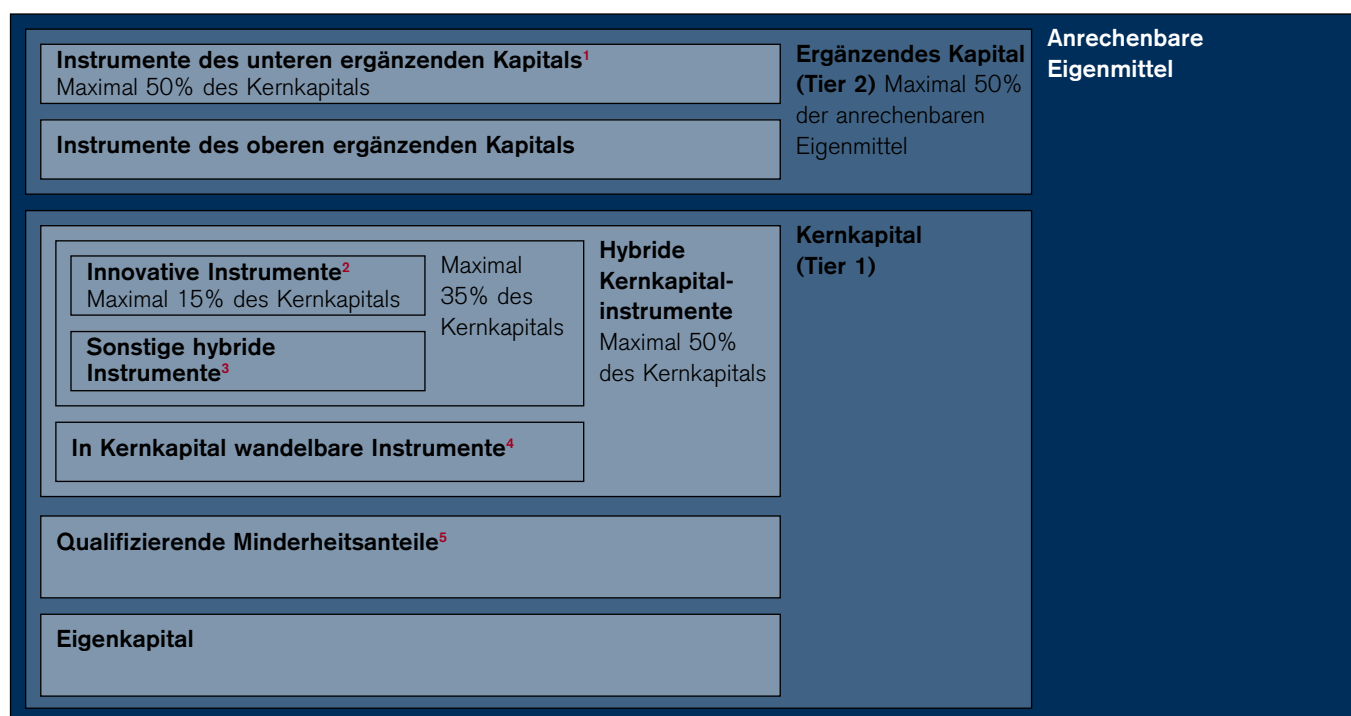 Instrumente des unteren ergänzenden Kapitals1
Maximal 50% des Kernkapitals
Instrumente des oberen ergänzenden Kapitals
Ergänzendes Kapital
(Tier 2) Maximal 50%
der anrechenbaren
Eigenmittel
Anrechenbare
Eigenmittel
Innovative Instrumente2
Maximal 15% des Kernkapitals
Sonstige hybride
Instrumente3
Maximal
35% des
Kernkapitals
In Kernkapital wandelbare Instrumente4
Hybride
Kernkapital-
instrumente
Maximal 50%
des Kernkapitals
Kernkapital
(Tier 1)
Qualifizierende Minderheitsanteile5
Eigenkapital